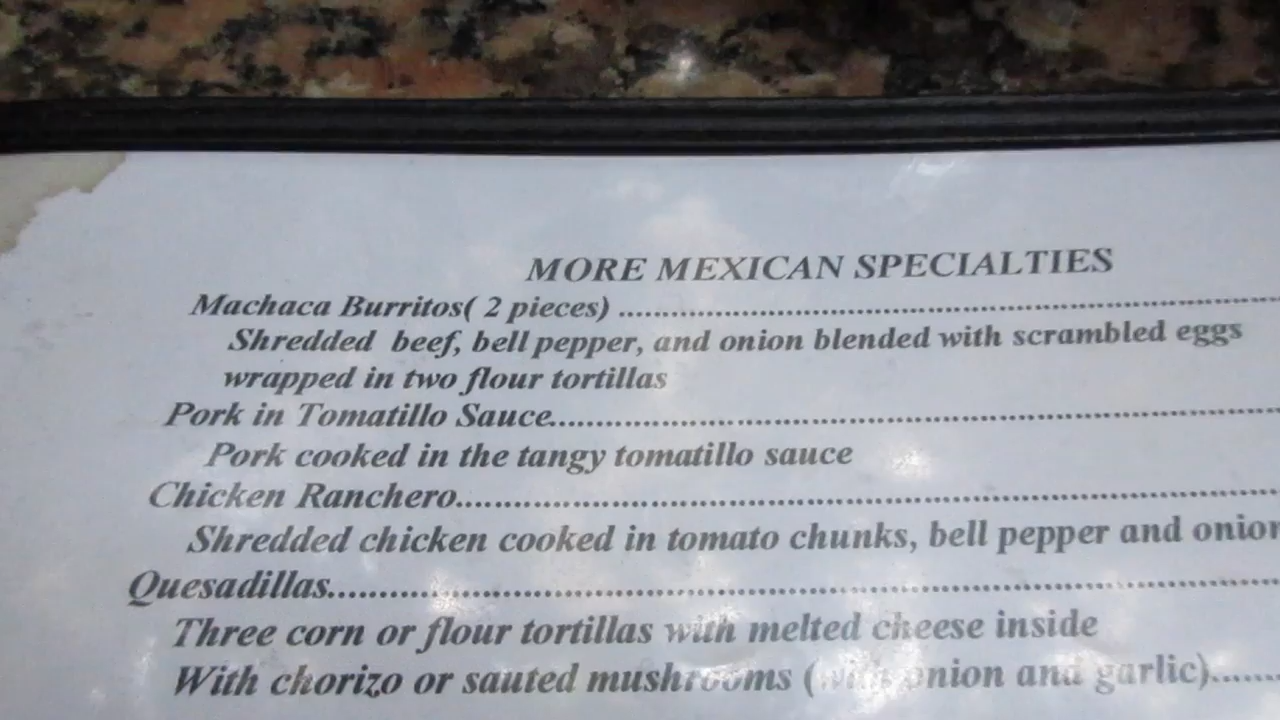 MORE MEXICAN SPECIALTIES
Machaca Burritos( 2 pieces) ........................................................................
Shredded beef, bell pepper, and onion blended with scrambled eggs
wrapped in two flour tortillas
Pork in Tomatillo Sauce........................................................................
Pork cooked in the tangy tomatillo sauce
Chicken Ranchero........................................................................
Shredded chicken cooked in tomato chunks, bell pepper and onion
Quesadillas........................................................................
Three corn or flour tortillas with melted cheese inside
With chorizo or sauted mushrooms (with onion and garlic).......